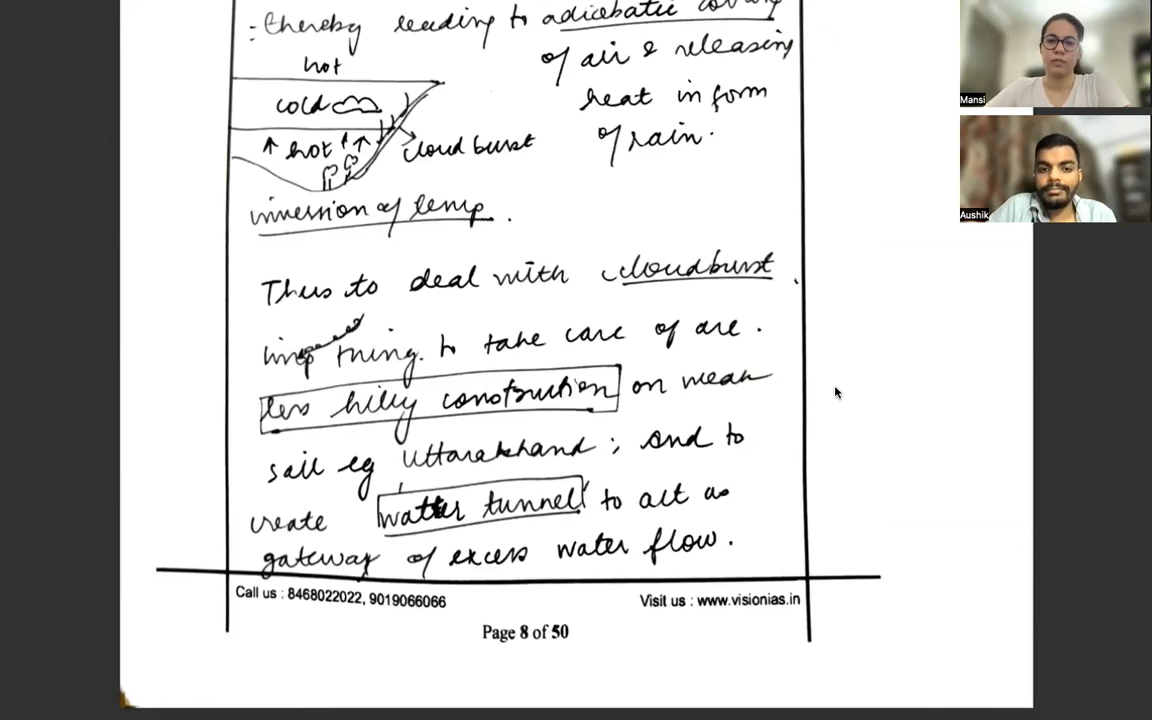 : thereby leading to adiabatic cooling
of air & releasing
heat in form
of rain.
hot
cold
hot
cloud burst
inversion of temp.
Thus to deal with cloudburst.
imp thing. to take care of are.
less hilly construction on weak
soil eg Uttarakhand; and to
create water tunnel to act as
gateway of excess water flow.
Call us : 8468022022, 9019066066
Visit us : www.visionias.in
Page 8 of 50
Mansi
Aushik